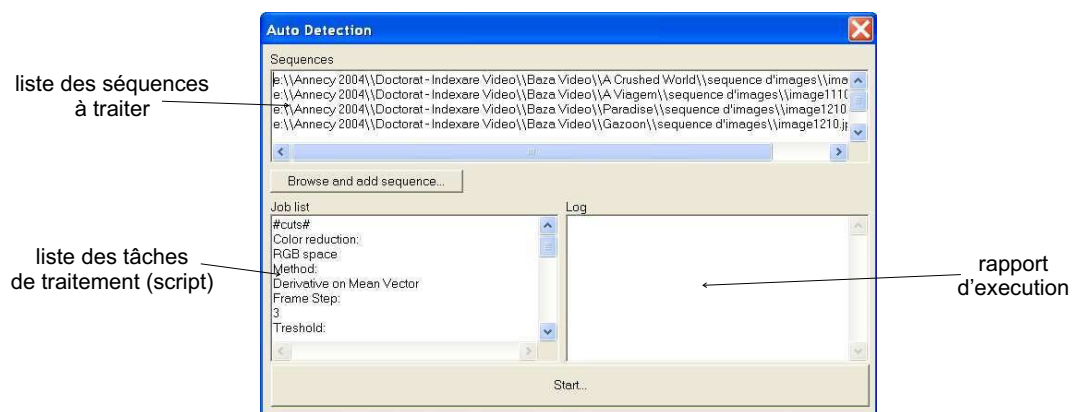 Auto Detection
Sequences
e:\\Annecy 2004\\Doctorat - Indexare Video\\Baza Video\\A Crushed World\\sequence d'images\\ima
e:\\Annecy 2004\\Doctorat - Indexare Video\\Baza Video\\A Viagem\\sequence d'images\\image1110
e:\\Annecy 2004\\Doctorat - Indexare Video\\Baza Video\\Paradise\\sequence d'images\\image1210
e:\\Annecy 2004\\Doctorat - Indexare Video\\Baza Video\\Gazoon\\sequence d'images\\image1210.j
liste des séquences
à traiter
Browse and add sequence...
Job list
#cuts#
Color reduction:
RGB space
Method:
Derivative on Mean Vector
Frame Step:
3
Treshold:
liste des tâches
de traitement (script)
Log
rapport
d'execution
Start...